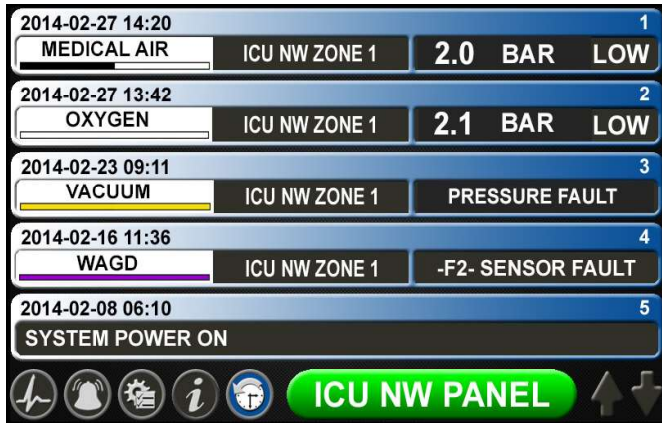 2014-02-27 14:20 1
MEDICAL AIR ICU NW ZONE 1 2.0 BAR LOW
2014-02-27 13:42 2
OXYGEN ICU NW ZONE 1 2.1 BAR LOW
2014-02-23 09:11 3
VACUUM ICU NW ZONE 1 PRESSURE FAULT
2014-02-16 11:36 4
WAGD ICU NW ZONE 1 -F2- SENSOR FAULT
2014-02-08 06:10 5
SYSTEM POWER ON
i ICU NW PANEL